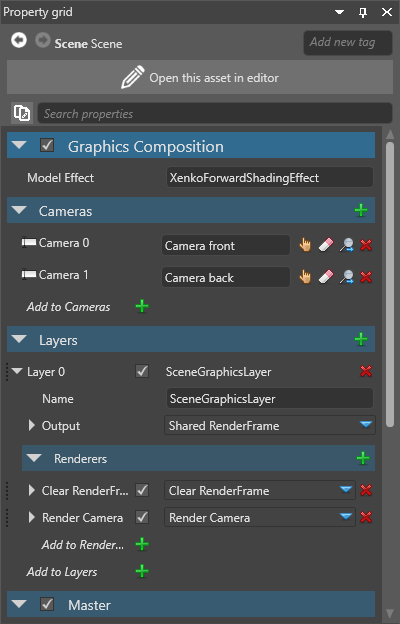 Property grid
Scene Scene
Add new tag
Open this asset in editor
Search properties
Graphics Composition
Model Effect XenkoForwardShadingEffect
Cameras
Camera 0 Camera front
Camera 1 Camera back
Add to Cameras
Layers
Layer 0 SceneGraphicsLayer
Name SceneGraphicsLayer
Output Shared RenderFrame
Renderers
Clear RenderFr... Clear RenderFrame
Render Camera Render Camera
Add to Render...
Add to Layers
Master